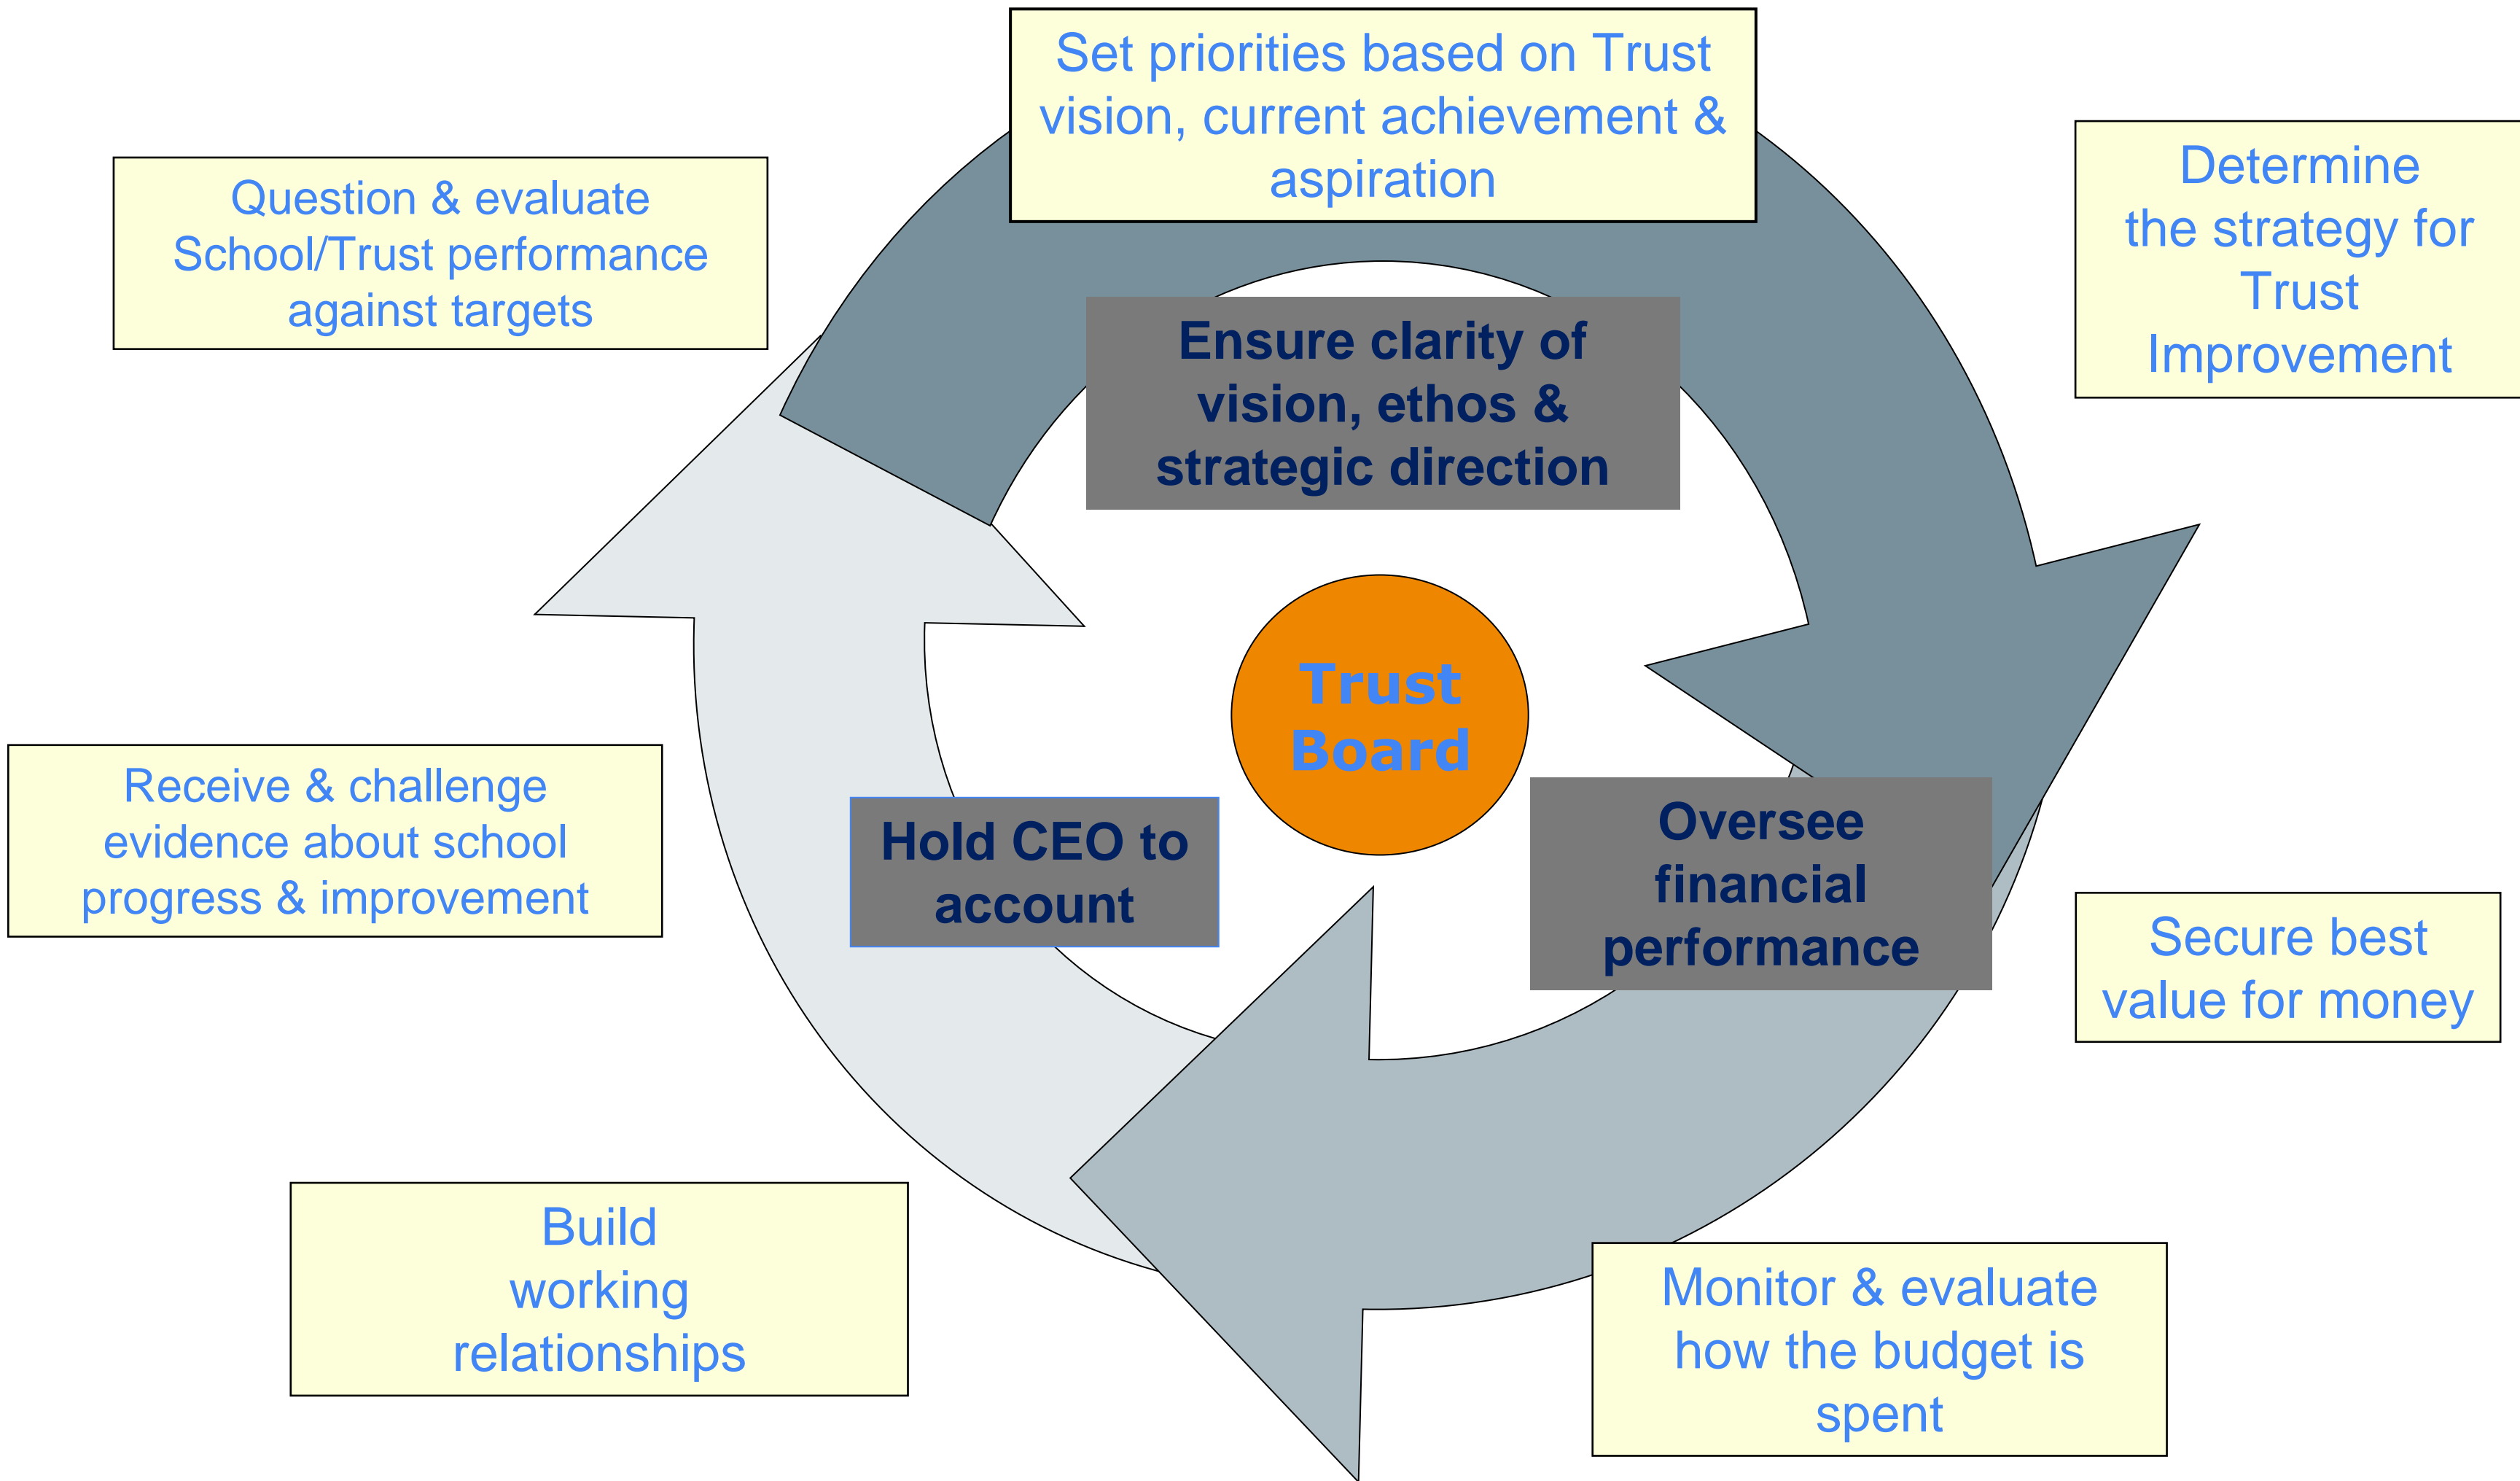 Set priorities based on Trust
vision, current achievement &
aspiration
Question & evaluate
School/Trust performance
against targets
Determine
the strategy for
Trust
Improvement
Ensure clarity of
vision, ethos &
strategic direction
Trust
Board
Receive & challenge
evidence about school
progress & improvement
Hold CEO to
account
Oversee
financial
performance
Secure best
value for money
Build
working
relationships
Monitor & evaluate
how the budget is
spent